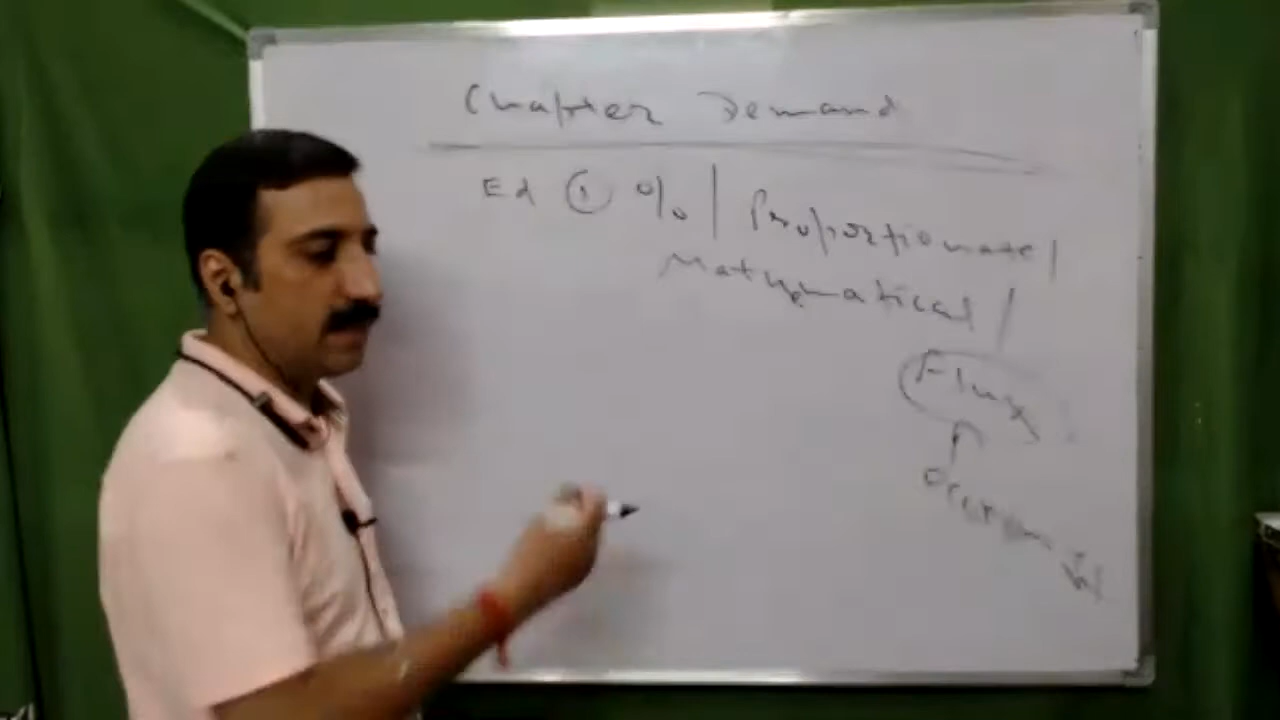 Chapter Demand
Ed ① % | Proportionate |
Mathematical |
Flux